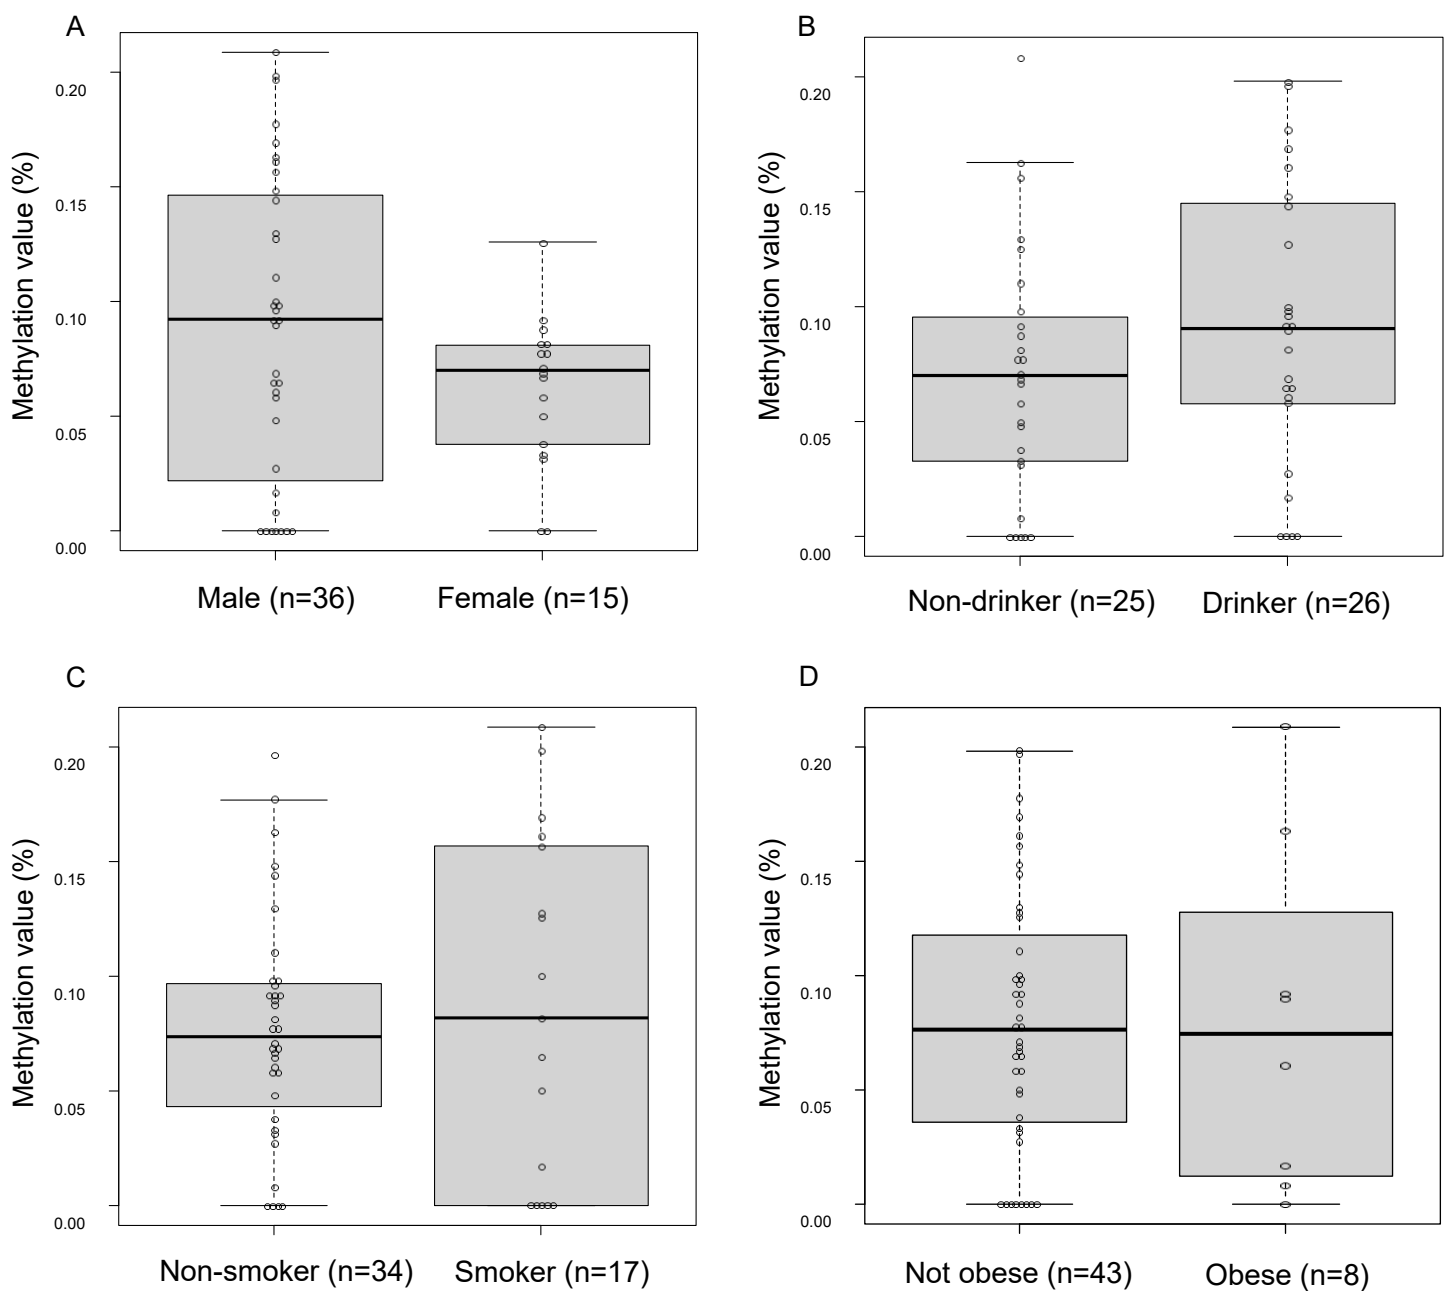 A
Methylation value (%)
0.20
0.15
0.10
0.05
0.00
Male (n=36)
Female (n=15)
B
Methylation value (%)
0.20
0.15
0.10
0.05
0.00
Non-drinker (n=25)
Drinker (n=26)
C
Methylation value (%)
0.20
0.15
0.10
0.05
0.00
Non-smoker (n=34)
Smoker (n=17)
D
Methylation value (%)
0.20
0.15
0.10
0.05
0.00
Not obese (n=43)
Obese (n=8)